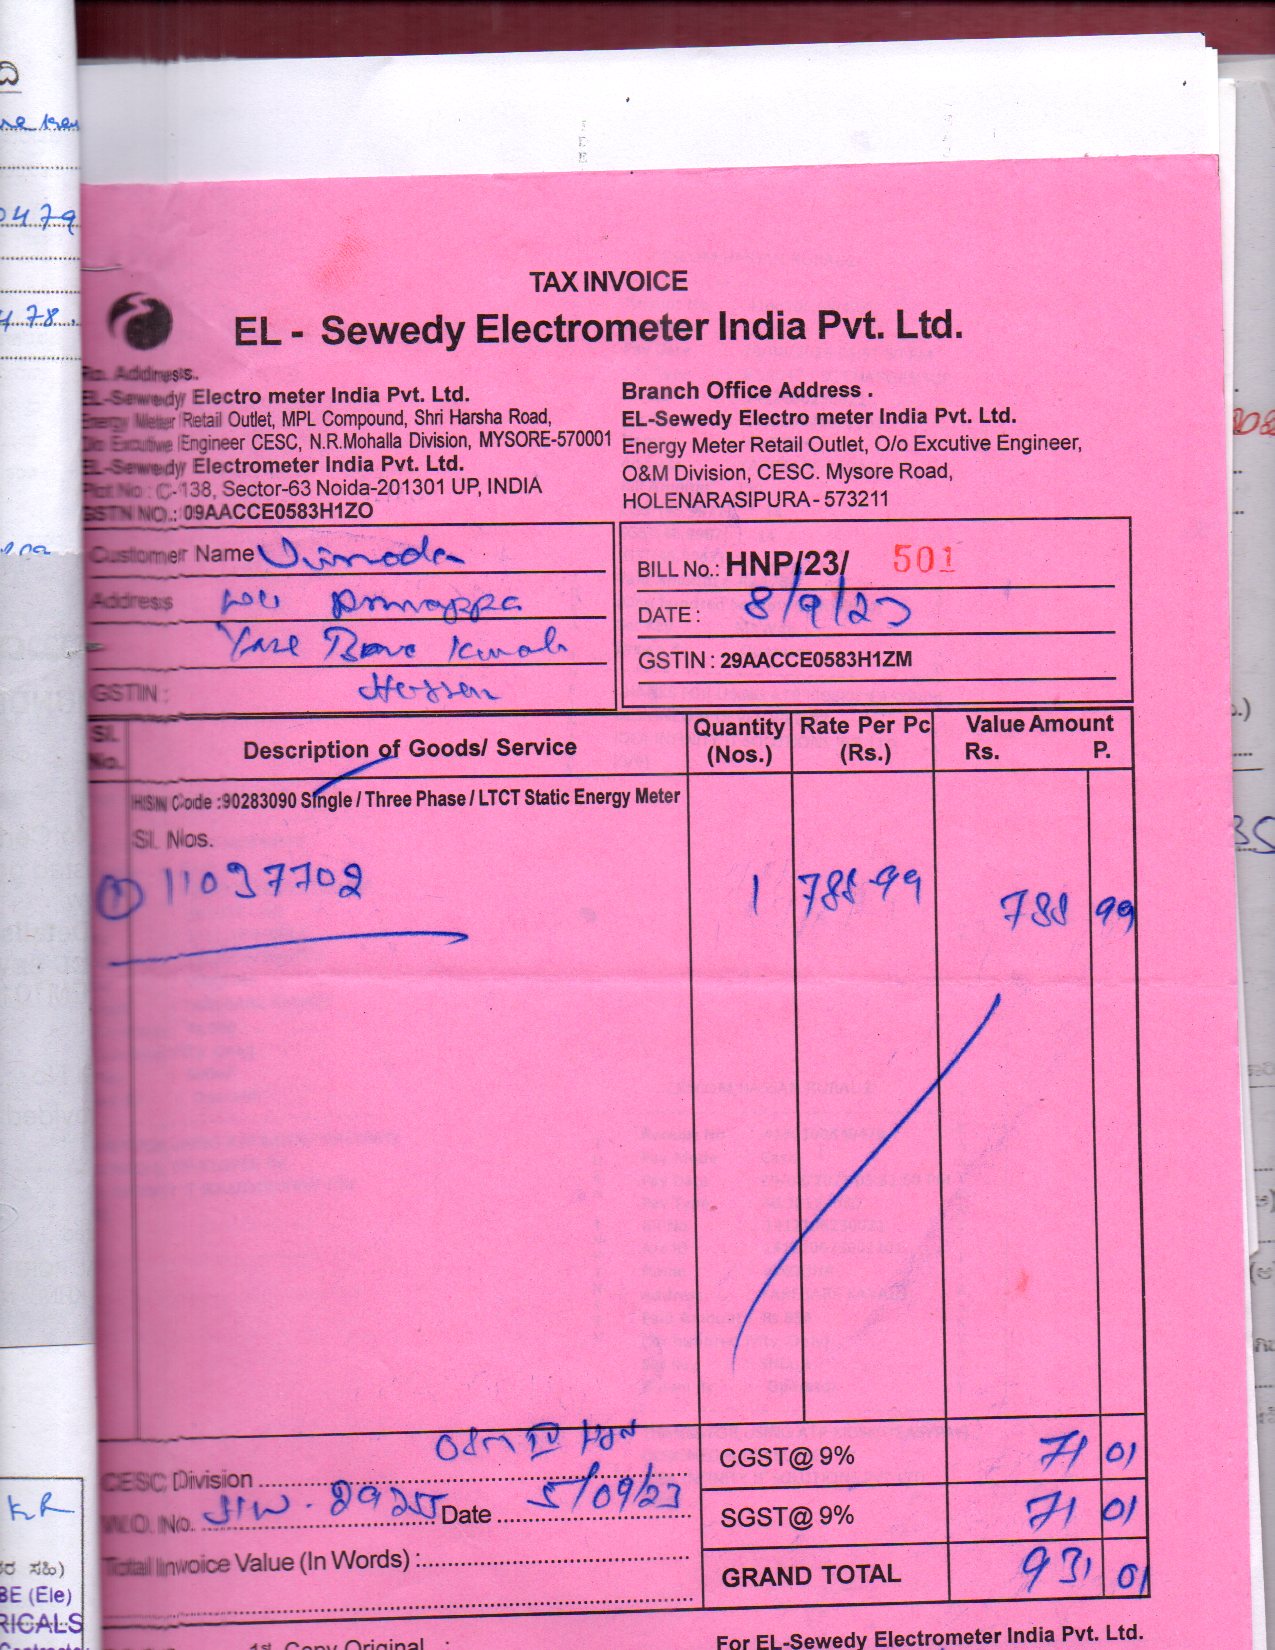 TAX INVOICE
EL - Sewedy Electrometer India Pvt. Ltd.
Address.
EL-Sewedy Electro meter India Pvt. Ltd.
Energy Meter Retail Outlet, MPL Compound, Shri Harsha Road,
O/o Excutive Engineer CESC, N.R.Mohalla Division, MYSORE-570001
EL-Sewedy Electrometer India Pvt. Ltd.
Plot No : C-138, Sector-63 Noida-201301 UP, INDIA
GSTN NO.: 09AACCE0583H1ZO
Branch Office Address .
EL-Sewedy Electro meter India Pvt. Ltd.
Energy Meter Retail Outlet, O/o Excutive Engineer,
O&M Division, CESC. Mysore Road,
HOLENARASIPURA - 573211
Customer Name
Address
GSTIN :
BILL No.: HNP/23/ 501
DATE : 8/9/23
GSTIN : 29AACCE0583H1ZM
Sl. No. Description of Goods/ Service Quantity (Nos.) Rate Per Pc (Rs.) Value Amount Rs. P.
HSN Code :90283090 Single / Three Phase / LTCT Static Energy Meter
Sl. Nos.
11037702 1 788-99 788 99
CESC Division
W.O. No. Date 5/09/23
Total Invoice Value (In Words) :
CGST@ 9% 71 01
SGST@ 9% 71 01
GRAND TOTAL 931 01
1st Copy Original :
For EL-Sewedy Electrometer India Pvt. Ltd.
0479
478.
KR
BE (Ele)
RICALS